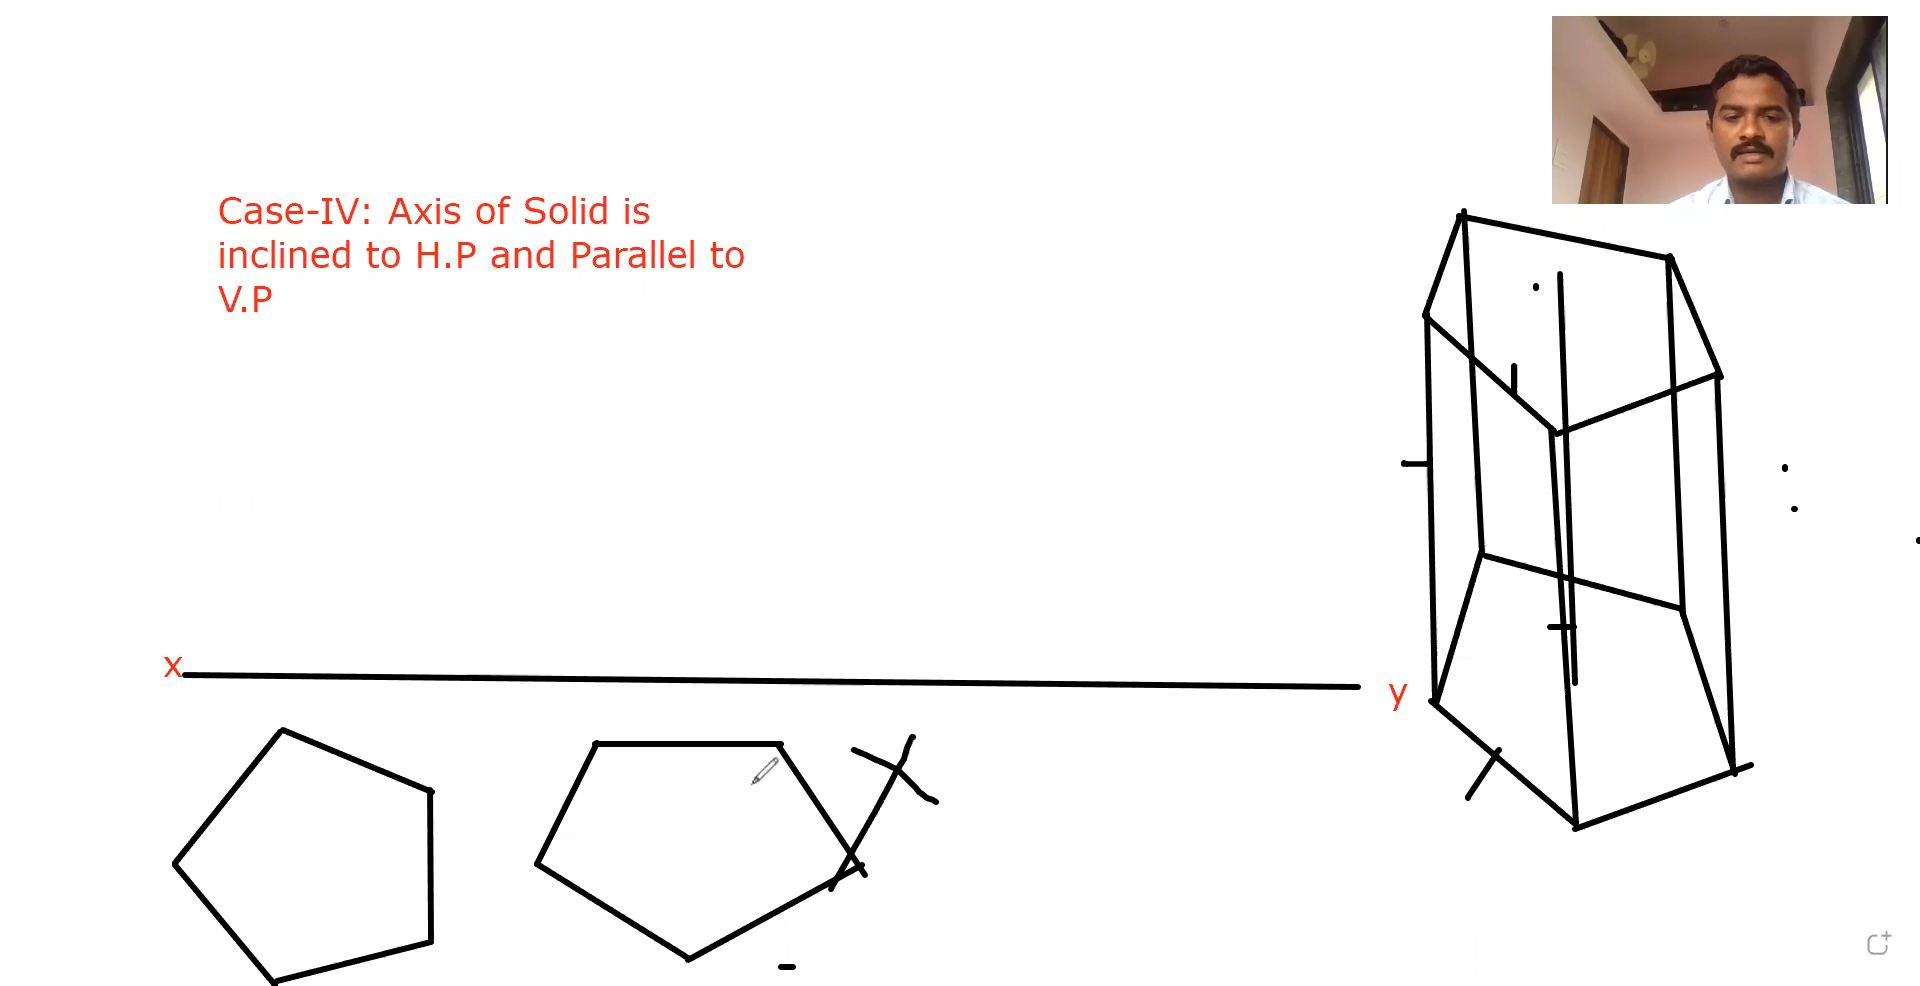 Case-IV: Axis of Solid is
inclined to H.P and Parallel to
V.P
x
y